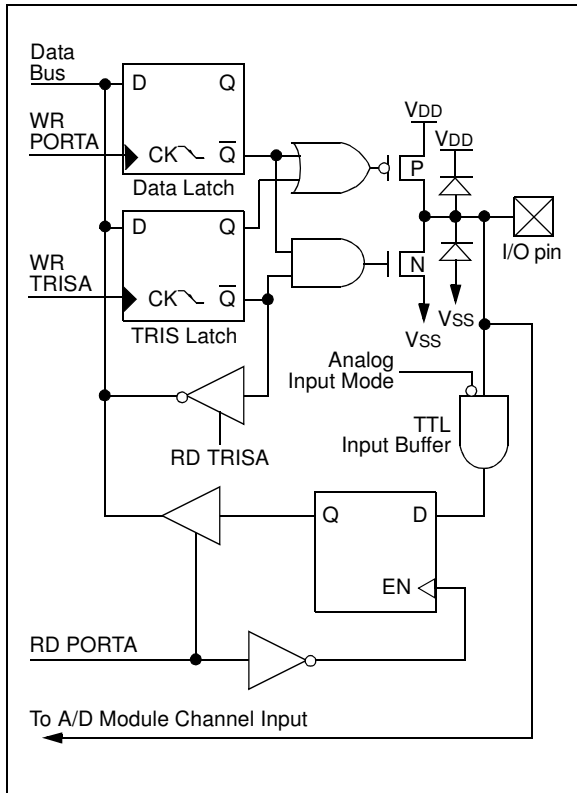 Data
Bus
D Q
WR
PORTA
CK Q
Data Latch
VDD
VDD
P
D Q
WR
TRISA
CK Q
TRIS Latch
N
I/O pin
VSS
VSS
Analog
Input Mode
TTL
Input Buffer
RD TRISA
Q D
EN
RD PORTA
To A/D Module Channel Input